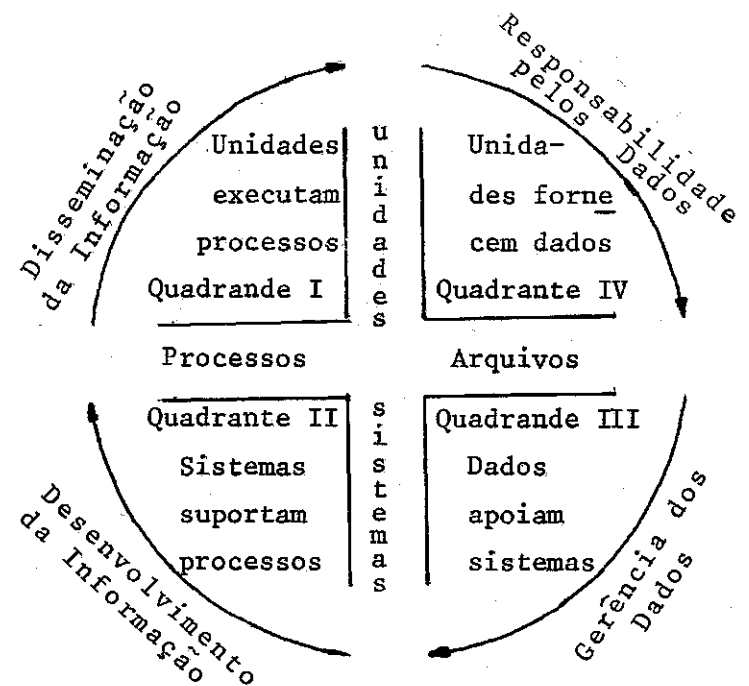 Disseminação
da Informação
Responsabilidade
pelos Dados
Unidades
executam
processos
Quadrande I
unidades
Unida-
des forne
cem dados
Quadrante IV
Processos
Arquivos
Quadrante II
Sistemas
suportam
processos
sistemas
Quadrande III
Dados
apoiam
sistemas
Desenvolvimento
da Informação
Gerência dos
Dados